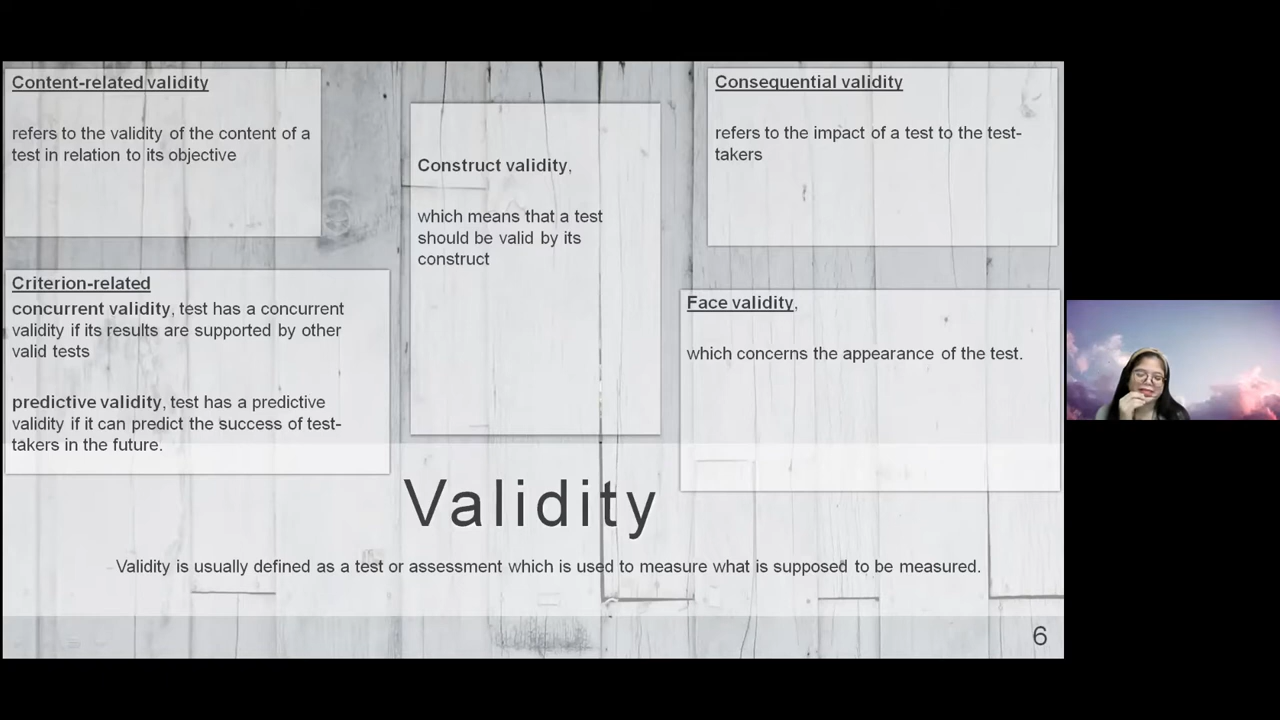 Content-related validity
refers to the validity of the content of a
test in relation to its objective
Criterion-related
concurrent validity, test has a concurrent
validity if its results are supported by other
valid tests
predictive validity, test has a predictive
validity if it can predict the success of test-
takers in the future.
Construct validity,
which means that a test
should be valid by its
construct
Consequential validity
refers to the impact of a test to the test-
takers
Face validity,
which concerns the appearance of the test.
Validity
Validity is usually defined as a test or assessment which is used to measure what is supposed to be measured.
6